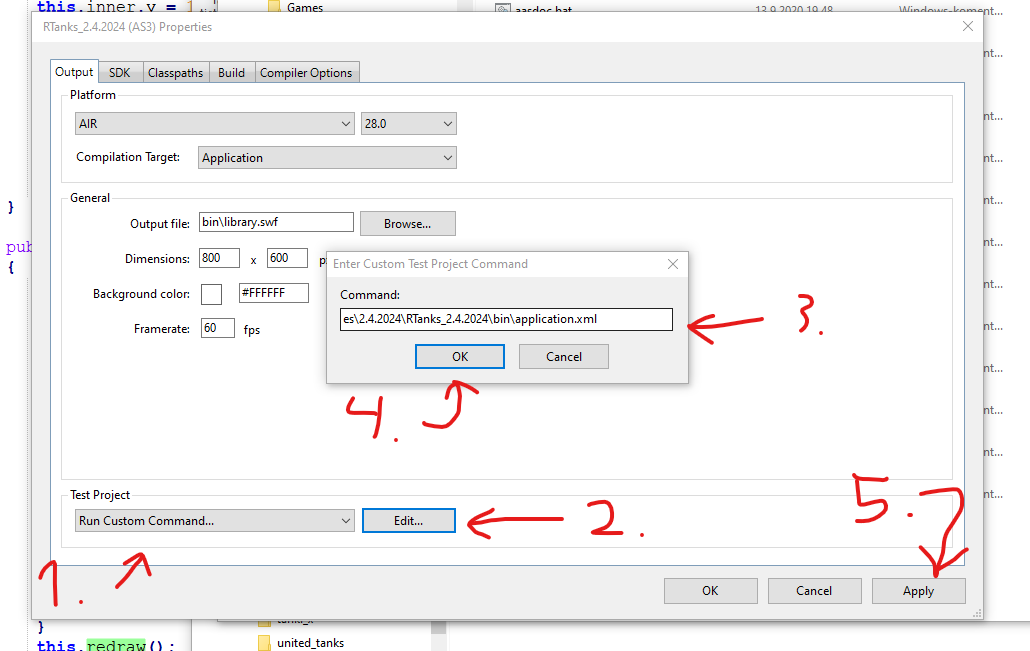 this.inner.y = 1
Games
aasdoc.bat
13.9.2020 19.48
Windows-koment...
RTanks_2.4.2024 (AS3) Properties
Output
SDK
Classpaths
Build
Compiler Options
Platform
AIR
28.0
Compilation Target:
Application
General
Output file:
bin\library.swf
Browse...
}
pub
{
Dimensions:
800
x
600
Background color:
#FFFFFF
Framerate:
60
fps
Enter Custom Test Project Command
Command:
es\2.4.2024\RTanks_2.4.2024\bin\application.xml
OK
Cancel
3.
4.
Test Project
Run Custom Command...
Edit...
2.
5.
1.
OK
Cancel
Apply
}
this.redraw();
united_tanks